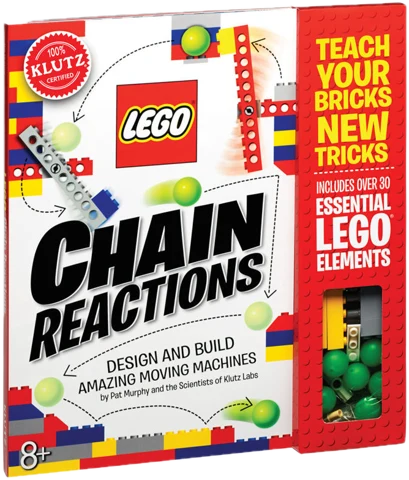 100%
KLUTZ
CERTIFIED
LEGO
CHAIN
REACTIONS
DESIGN AND BUILD
AMAZING MOVING MACHINES
by Pat Murphy and the Scientists of Klutz Labs
8+
TEACH
YOUR
BRICKS
NEW
TRICKS
INCLUDES OVER 30
ESSENTIAL
LEGO
ELEMENTS